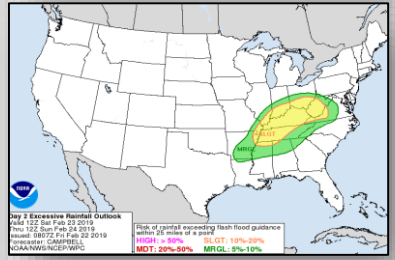 SLGT
MRGL
noaa
Day 2 Excessive Rainfall Outlook
Valid 12Z Sat Feb 23 2019
Thru 12Z Sun Feb 24 2019
Issued: 0807Z Fri Feb 22 2019
Forecaster: CAMPBELL
NOAA/NWS/NCEP/WPC
Risk of rainfall exceeding flash flood guidance
within 25 miles of a point
HIGH: > 50% SLGT: 10%-20%
MDT: 20%-50% MRGL: 5%-10%